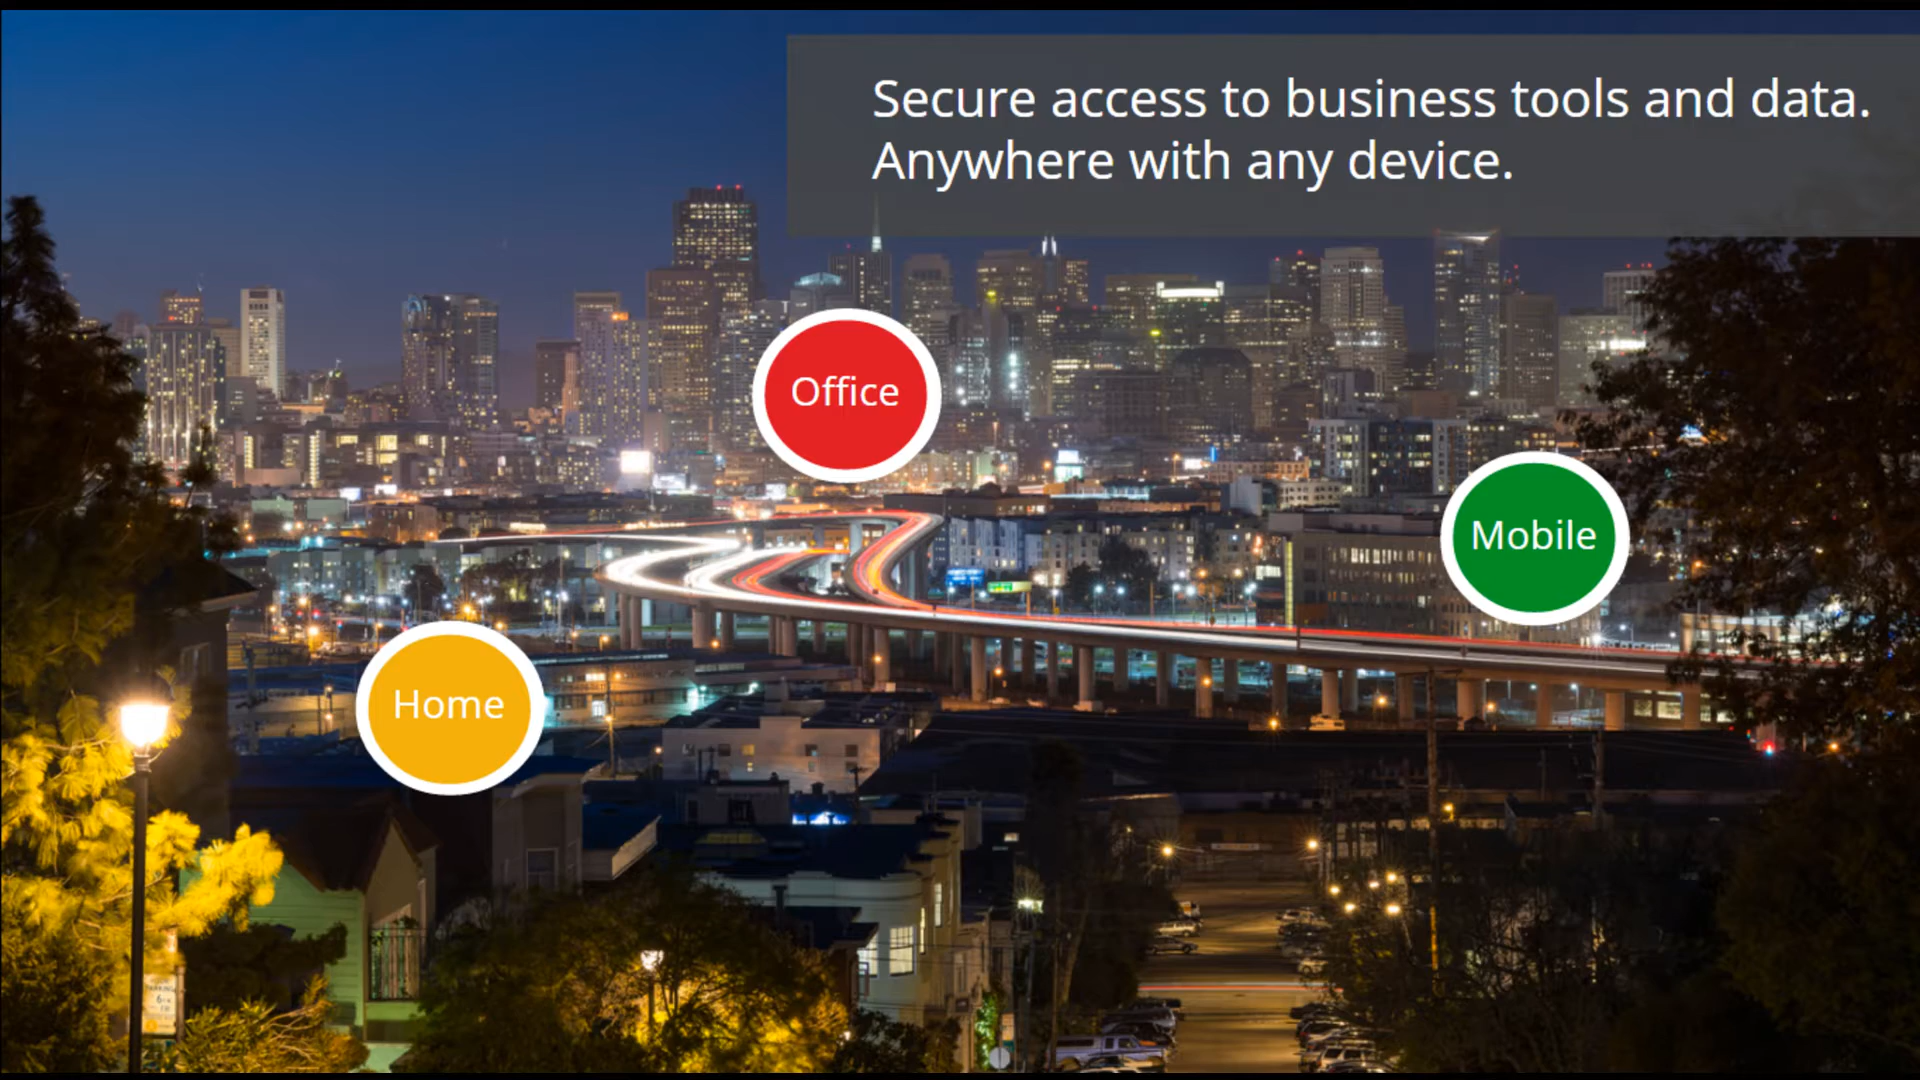 Secure access to business tools and data.
Anywhere with any device.
Office
Mobile
Home